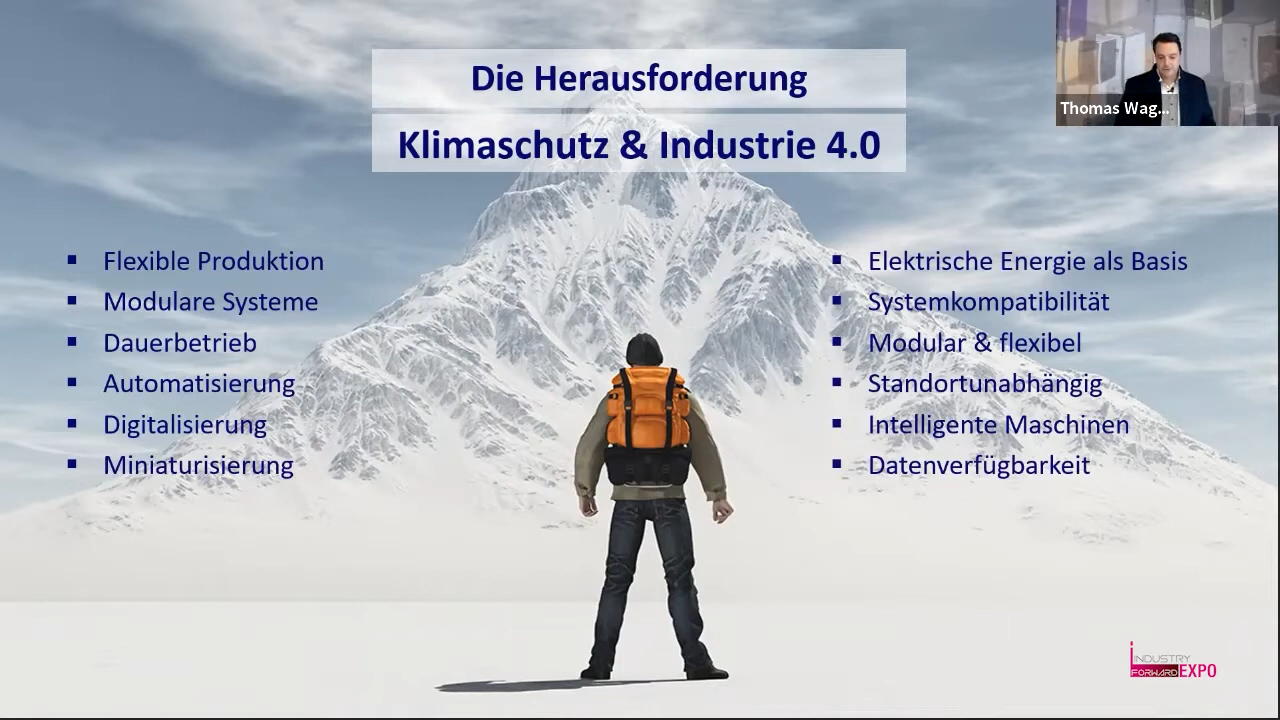 Die Herausforderung
Klimaschutz & Industrie 4.0
Thomas Wag...
Flexible Produktion
Modulare Systeme
Dauerbetrieb
Automatisierung
Digitalisierung
Miniaturisierung
Elektrische Energie als Basis
Systemkompatibilität
Modular & flexibel
Standortunabhängig
Intelligente Maschinen
Datenverfügbarkeit
INDUSTRY
FORWARD EXPO